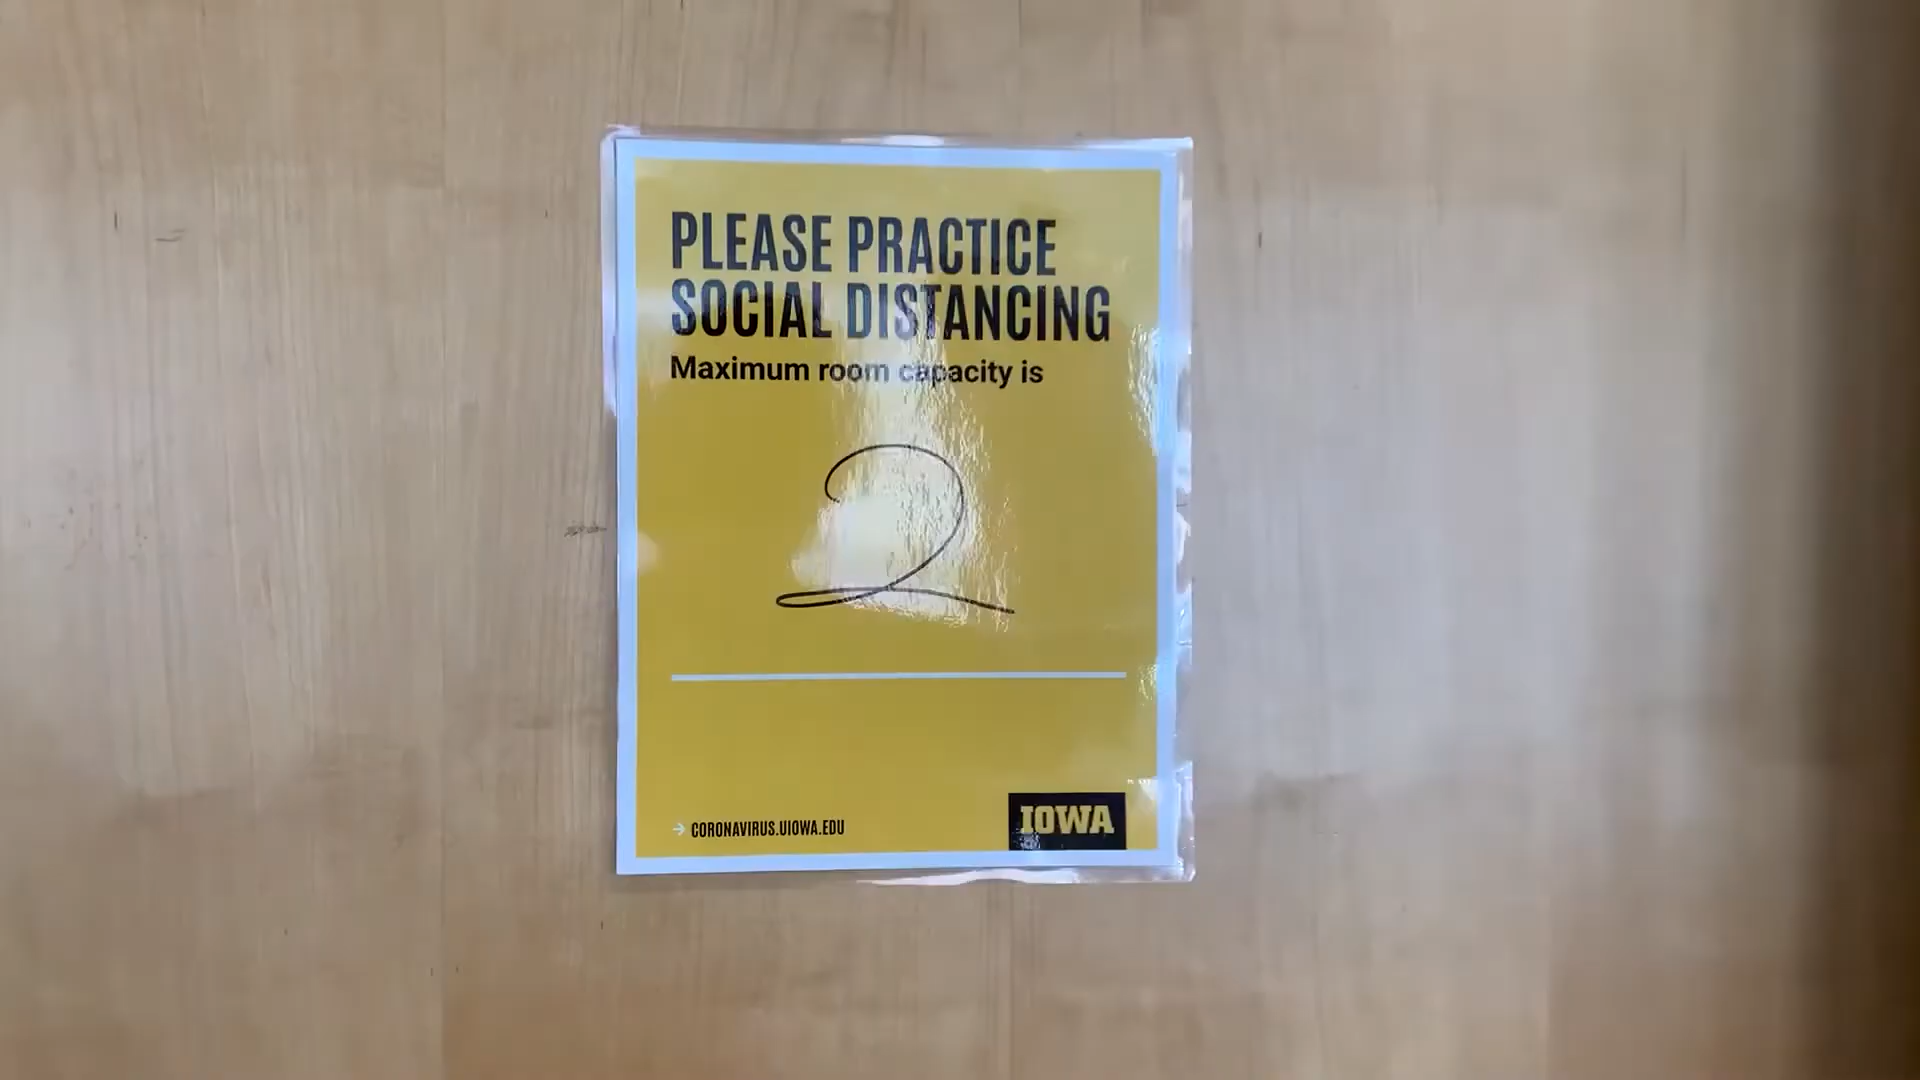 PLEASE PRACTICE
SOCIAL DISTANCING
Maximum room capacity is
2
→ CORONAVIRUS.UIOWA.EDU
IOWA